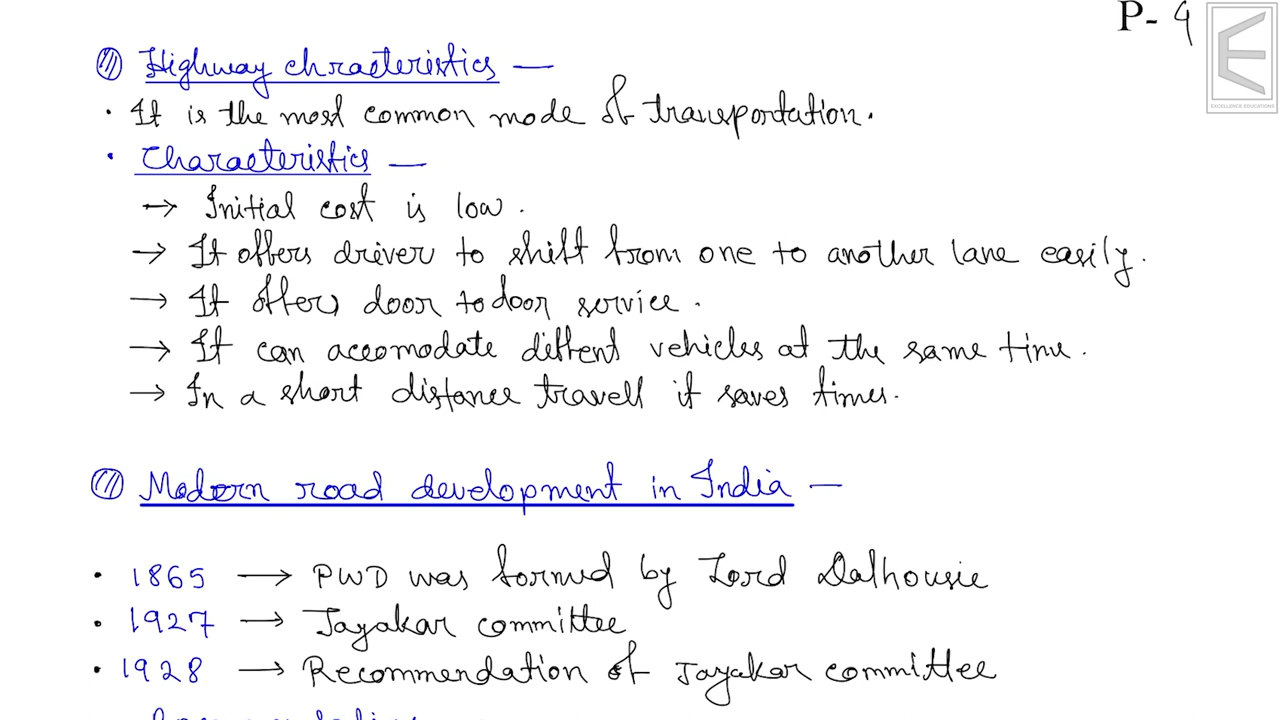 P- 4
EXCELLENCE EDUCATIONS
Highway chracteristics —
· It is the most common mode of transportation.
· Characteristics —
→ Initial cost is low.
→ It offers driver to shift from one to another lane easily.
→ It offers door to door service.
→ It can accomodate different vehicles at the same time.
→ In a short distance travell it saves times.
Modern road development in India —
· 1865 → PWD was formed by Lord Dalhousie
· 1927 → Jayakar committee
· 1928 → Recommendation of Jayakar committee